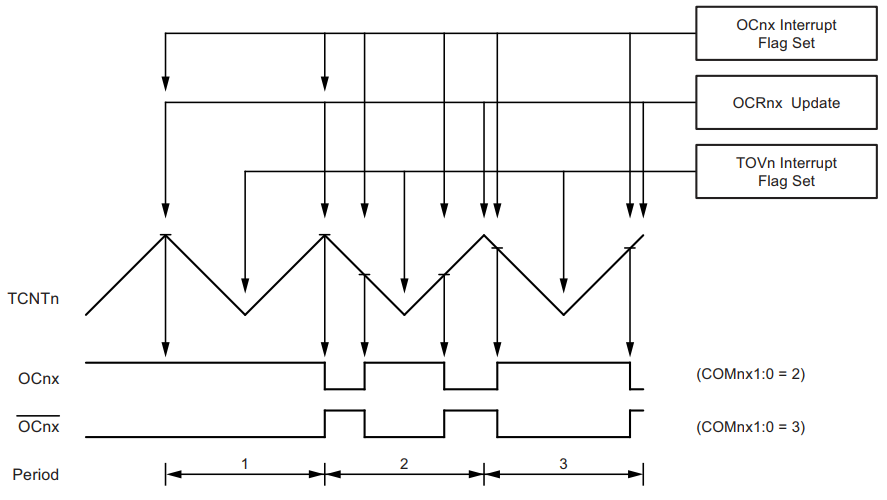 OCnx Interrupt
Flag Set
OCRnx Update
TOVn Interrupt
Flag Set
TCNTn
OCnx
(COMnx1:0 = 2)
OCnx
(COMnx1:0 = 3)
Period
1
2
3